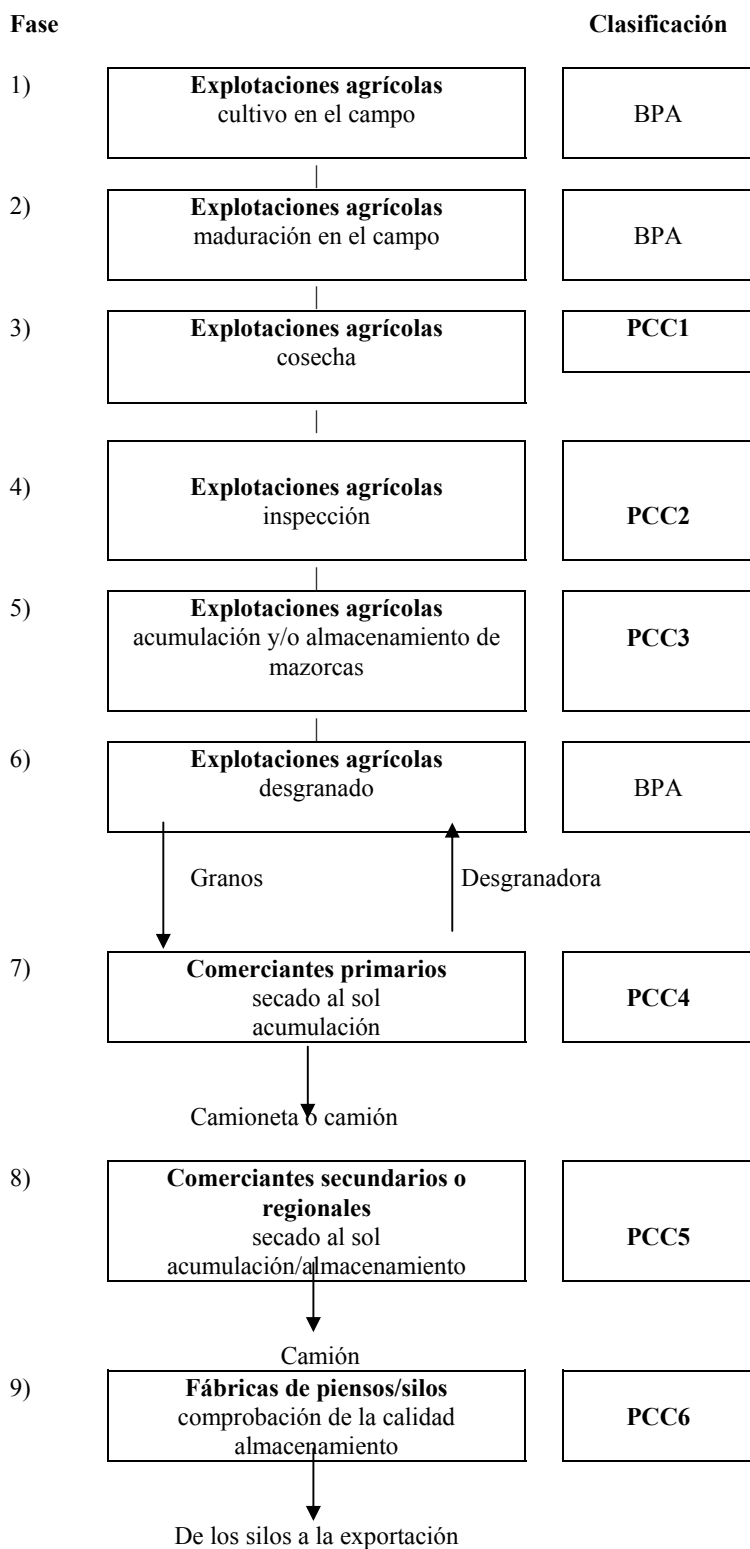 Fase Clasificación
1) Explotaciones agrícolas
cultivo en el campo BPA
2) Explotaciones agrícolas
maduración en el campo BPA
3) Explotaciones agrícolas PCC1
cosecha
4) Explotaciones agrícolas
inspección PCC2
5) Explotaciones agrícolas
acumulación y/o almacenamiento de PCC3
mazorcas
6) Explotaciones agrícolas
desgranado BPA
Granos Desgranadora
7) Comerciantes primarios
secado al sol PCC4
acumulación
Camioneta o camión
8) Comerciantes secundarios o
regionales
secado al sol PCC5
acumulación/almacenamiento
Camión
9) Fábricas de piensos/silos
comprobación de la calidad PCC6
almacenamiento
De los silos a la exportación